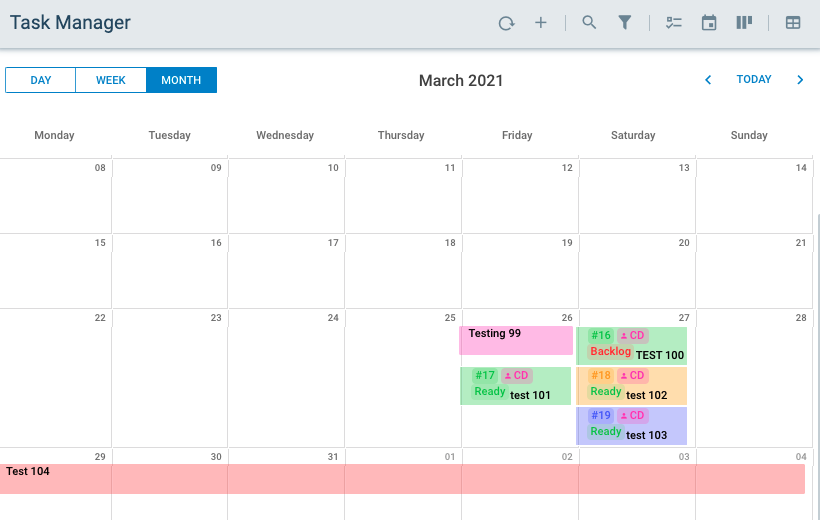 Task Manager
DAY WEEK MONTH March 2021 TODAY
Monday Tuesday Wednesday Thursday Friday Saturday Sunday
08 09 10 11 12 13 14
15 16 17 18 19 20 21
22 23 24 25 26 27 28
Testing 99
#16 CD
Backlog TEST 100
#17 CD
Ready test 101
#18 CD
Ready test 102
#19 CD
Ready test 103
29 30 31 01 02 03 04
Test 104